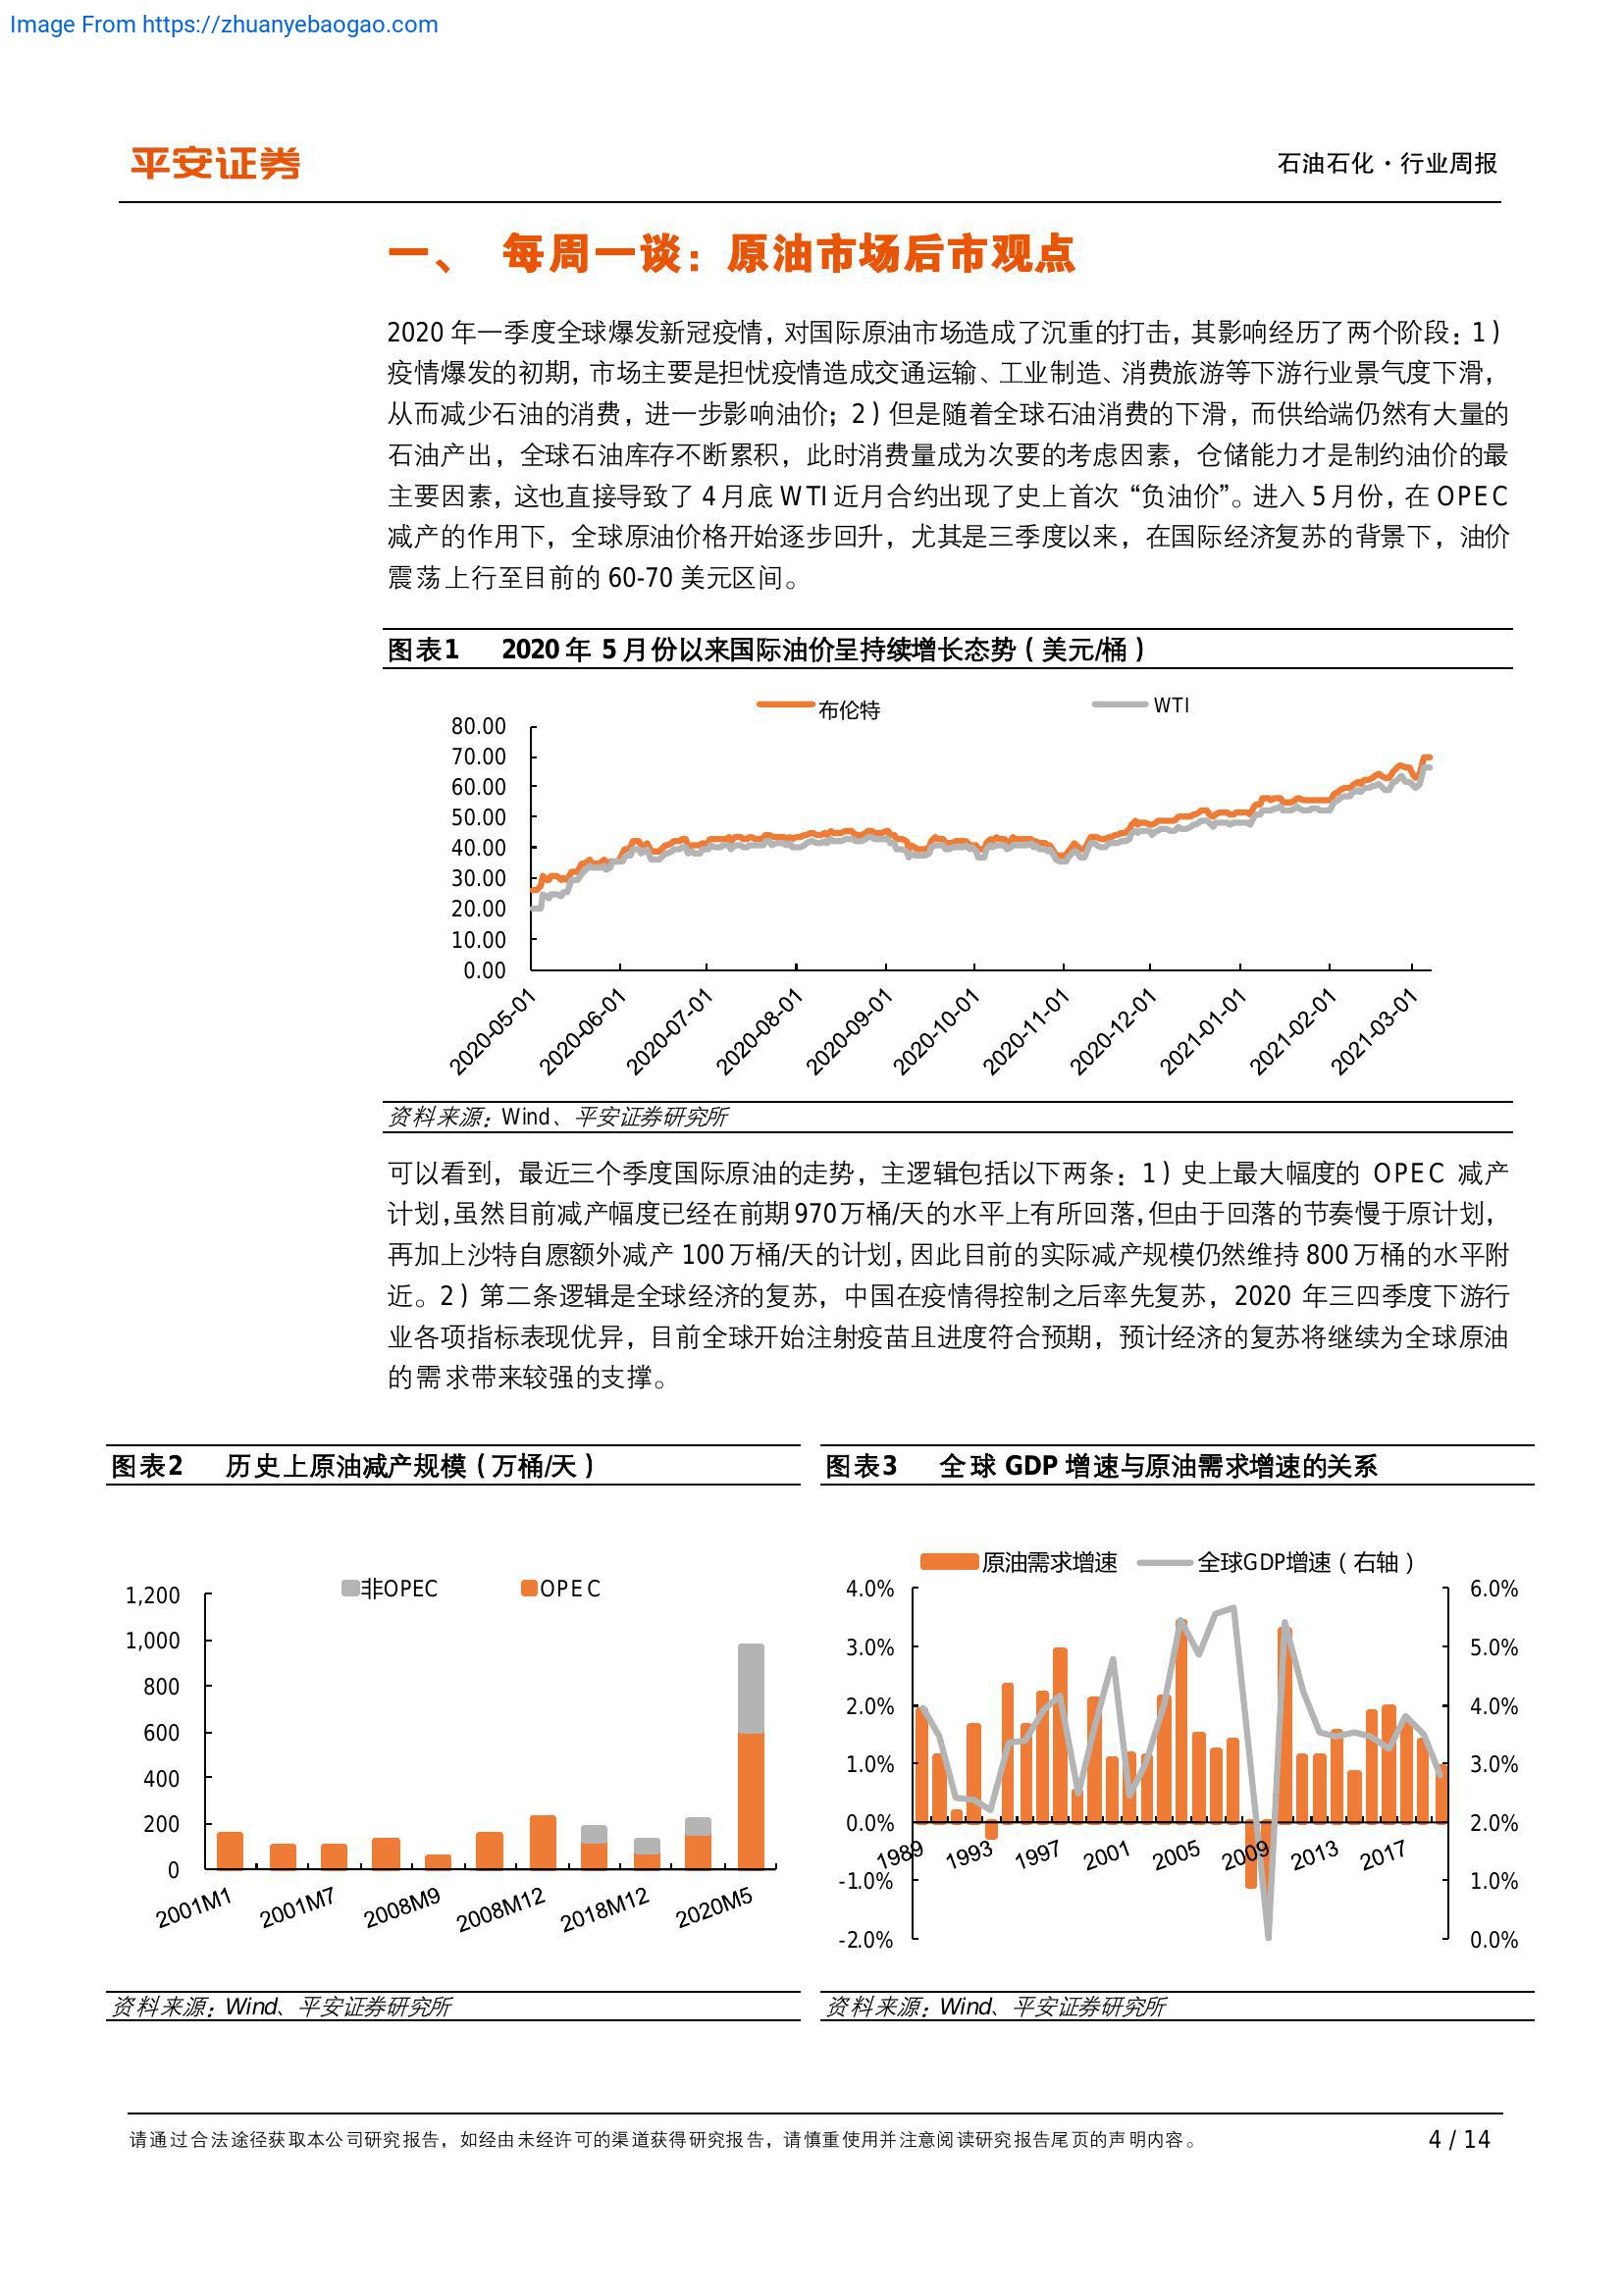 Image From https://zhuanyebaogao.com
平安证券
石油石化·行业周报
一、 每周一谈：原油市场后市观点
2020 年一季度全球爆发新冠疫情，对国际原油市场造成了沉重的打击，其影响经历了两个阶段：1）
疫情爆发的初期，市场主要是担忧疫情造成交通运输、工业制造、消费旅游等下游行业景气度下滑，
从而减少石油的消费，进一步影响油价；2）但是随着全球石油消费的下滑，而供给端仍然有大量的
石油产出，全球石油库存不断累积，此时消费量成为次要的考虑因素，仓储能力才是制约油价的最
主要因素，这也直接导致了 4 月底 WTI 近月合约出现了史上首次“负油价”。进入 5 月份，在 OPEC
减产的作用下，全球原油价格开始逐步回升，尤其是三季度以来，在国际经济复苏的背景下，油价
震荡上行至目前的 60-70 美元区间。
图表1 2020 年 5 月份以来国际油价呈持续增长态势（美元/桶）
布伦特 WTI
80.00
70.00
60.00
50.00
40.00
30.00
20.00
10.00
0.00
2020-05-01 2020-06-01 2020-07-01 2020-08-01 2020-09-01 2020-10-01 2020-11-01 2020-12-01 2021-01-01 2021-02-01 2021-03-01
资料来源：Wind、平安证券研究所
可以看到，最近三个季度国际原油的走势，主逻辑包括以下两条：1）史上最大幅度的 OPEC 减产
计划，虽然目前减产幅度已经在前期 970 万桶/天的水平上有所回落，但由于回落的节奏慢于原计划，
再加上沙特自愿额外减产 100 万桶/天的计划，因此目前的实际减产规模仍然维持 800 万桶的水平附
近。2）第二条逻辑是全球经济的复苏，中国在疫情得控制之后率先复苏，2020 年三四季度下游行
业各项指标表现优异，目前全球开始注射疫苗且进度符合预期，预计经济的复苏将继续为全球原油
的需求带来较强的支撑。
图表2 历史上原油减产规模（万桶/天）
非OPEC OPEC
1,200
1,000
800
600
400
200
0
2001M1 2001M7 2008M9 2008M12 2018M12 2020M5
资料来源：Wind、平安证券研究所
图表3 全球 GDP 增速与原油需求增速的关系
原油需求增速 全球GDP增速（右轴）
4.0% 6.0%
3.0% 5.0%
2.0% 4.0%
1.0% 3.0%
0.0% 2.0%
1989 1993 1997 2001 2005 2009 2013 2017
-1.0% 1.0%
-2.0% 0.0%
资料来源：Wind、平安证券研究所
请通过合法途径获取本公司研究报告，如经由未经许可的渠道获得研究报告，请慎重使用并注意阅读研究报告尾页的声明内容。
4 / 14